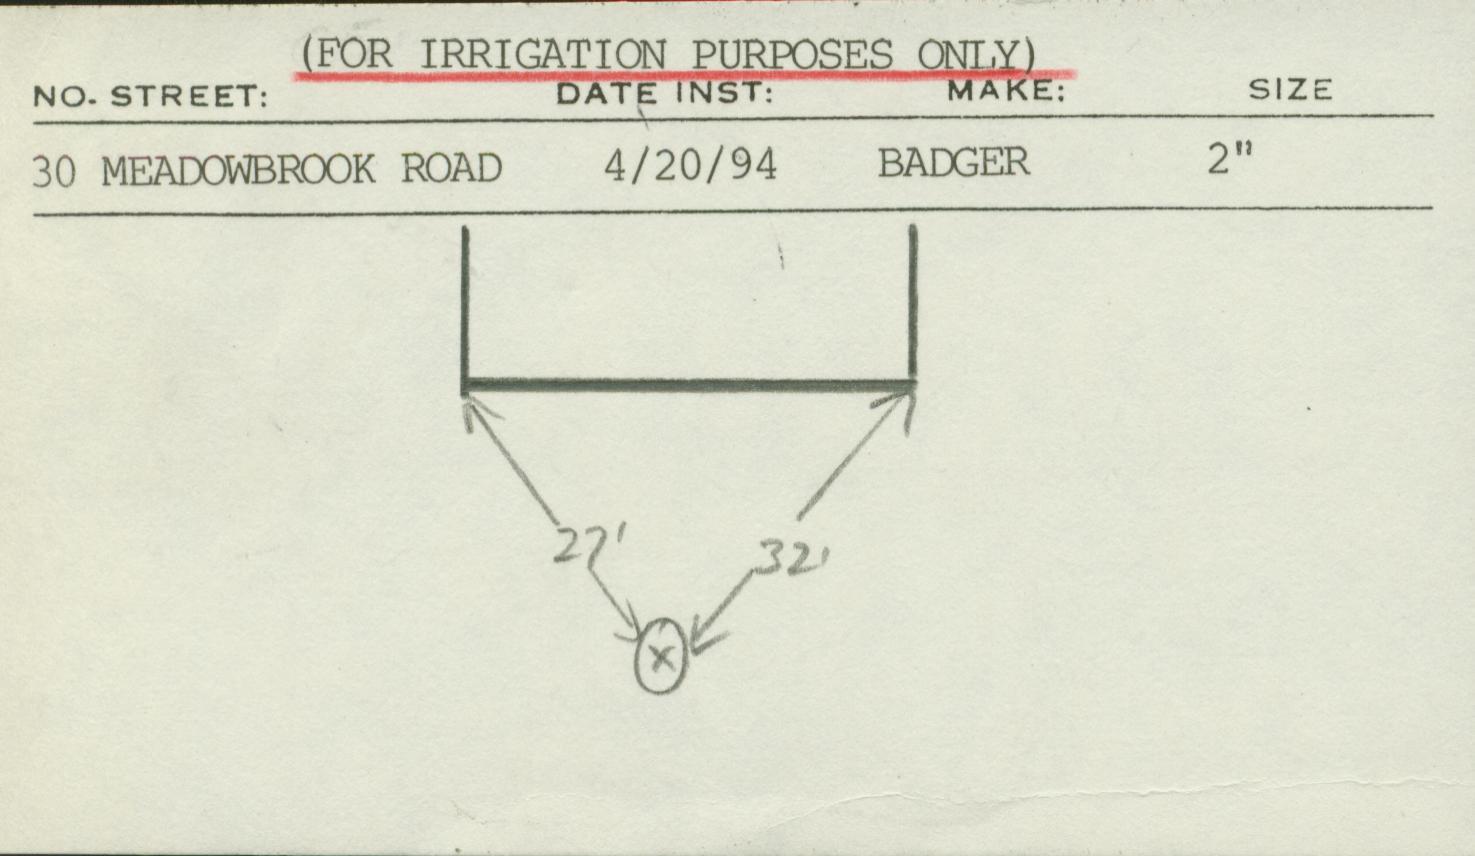 (FOR IRRIGATION PURPOSES ONLY)
NO. STREET: DATE INST: MAKE: SIZE
30 MEADOWBROOK ROAD 4/20/94 BADGER 2"
27' 32'
X